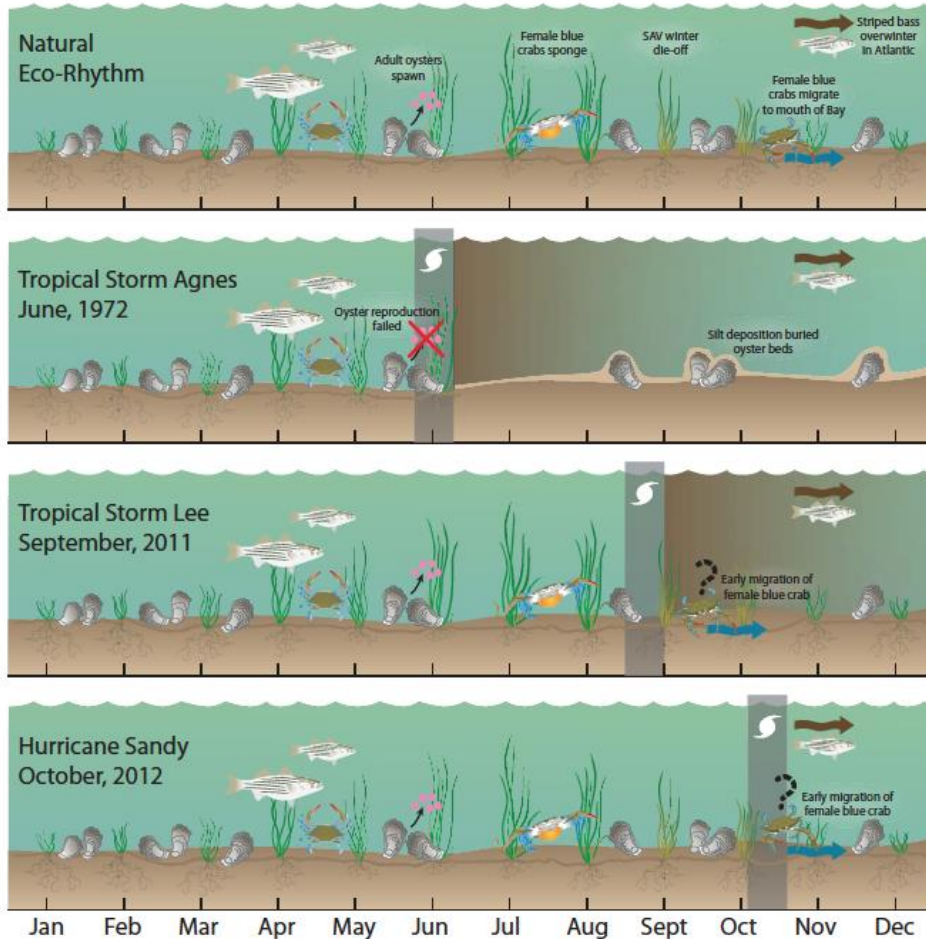 Natural
Eco-Rhythm
Adult oysters
spawn
Female blue
crabs sponge
SAV winter
die-off
Striped bass
overwinter
in Atlantic
Female blue
crabs migrate
to mouth of Bay
Tropical Storm Agnes
June, 1972
Oyster reproduction
failed
Silt deposition buried
oyster beds
Tropical Storm Lee
September, 2011
?
Early migration of
female blue crab
Hurricane Sandy
October, 2012
?
Early migration of
female blue crab
Jan Feb Mar Apr May Jun Jul Aug Sept Oct Nov Dec